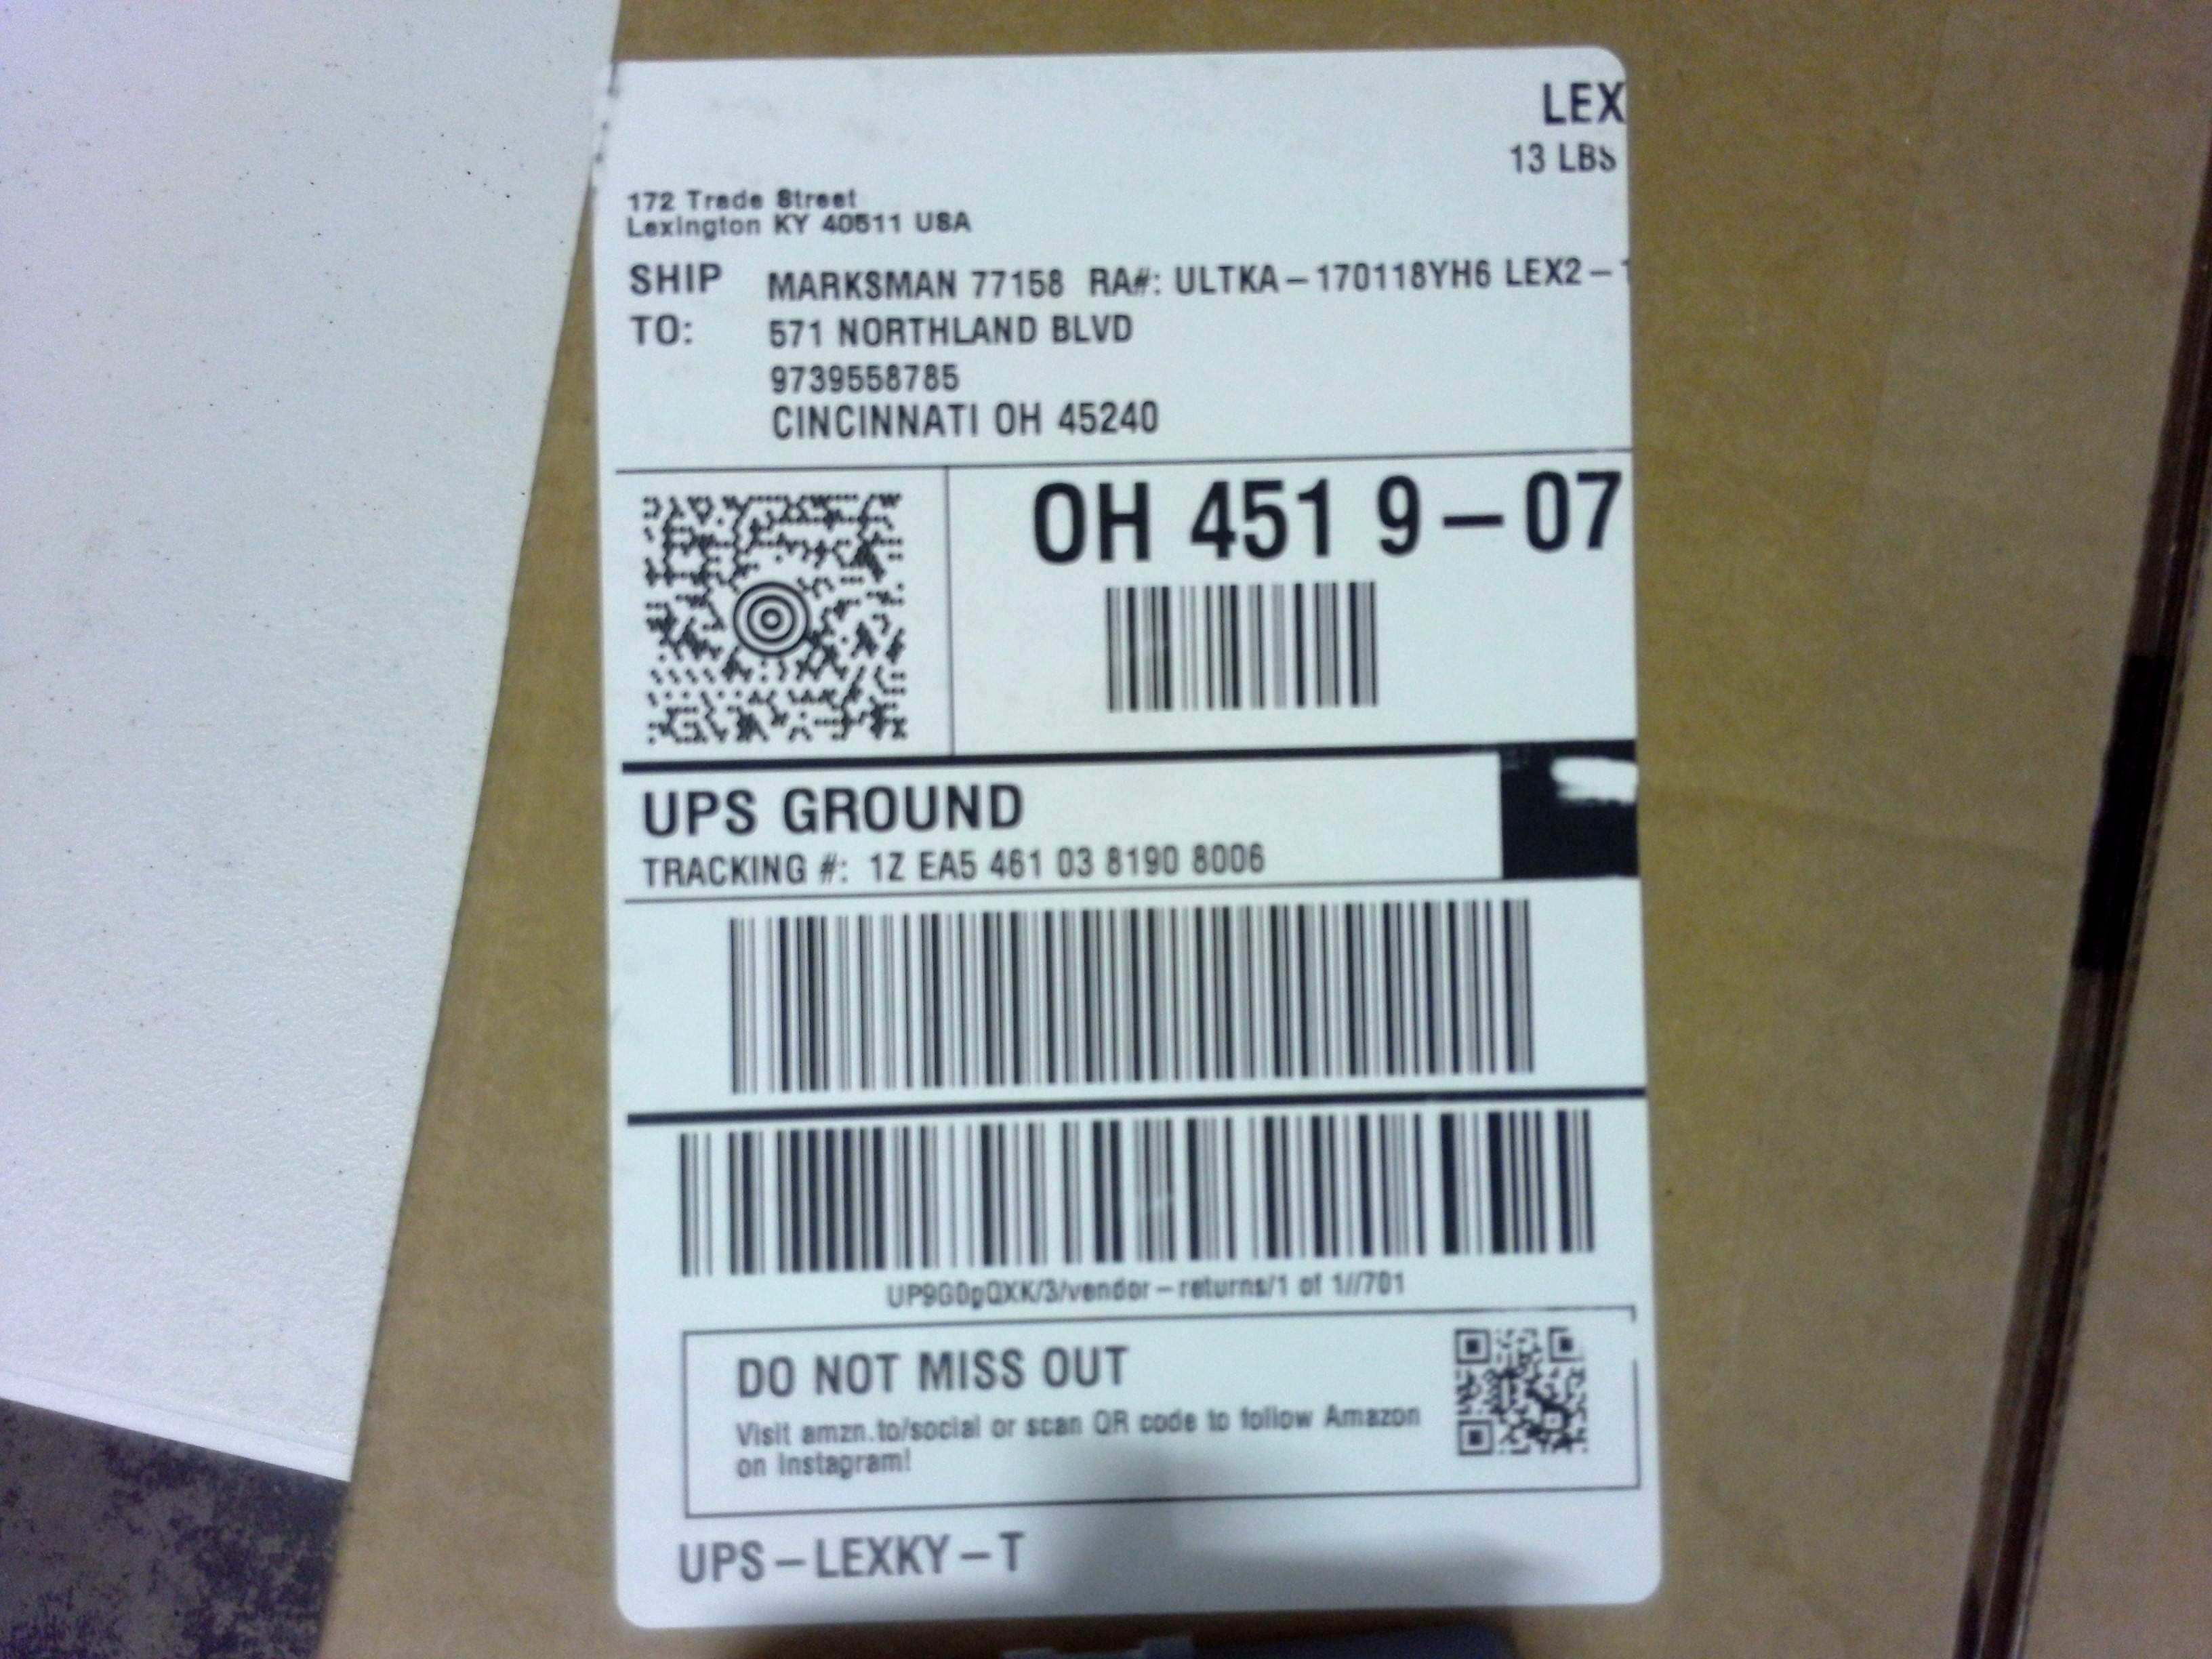 LEX
13 LBS
172 Trade Street
Lexington KY 40511 USA
SHIP TO:
MARKSMAN 77158 RA#: ULTKA-170118YH6 LEX2-
571 NORTHLAND BLVD
9739558785
CINCINNATI OH 45240
OH 451 9-07
UPS GROUND
TRACKING #: 1Z EA5 461 03 8190 8006
UP9G0gQXK/3/vendor-returns/1 of 1//701
DO NOT MISS OUT
Visit amzn.to/social or scan QR code to follow Amazon
on Instagram!
UPS-LEXKY-T